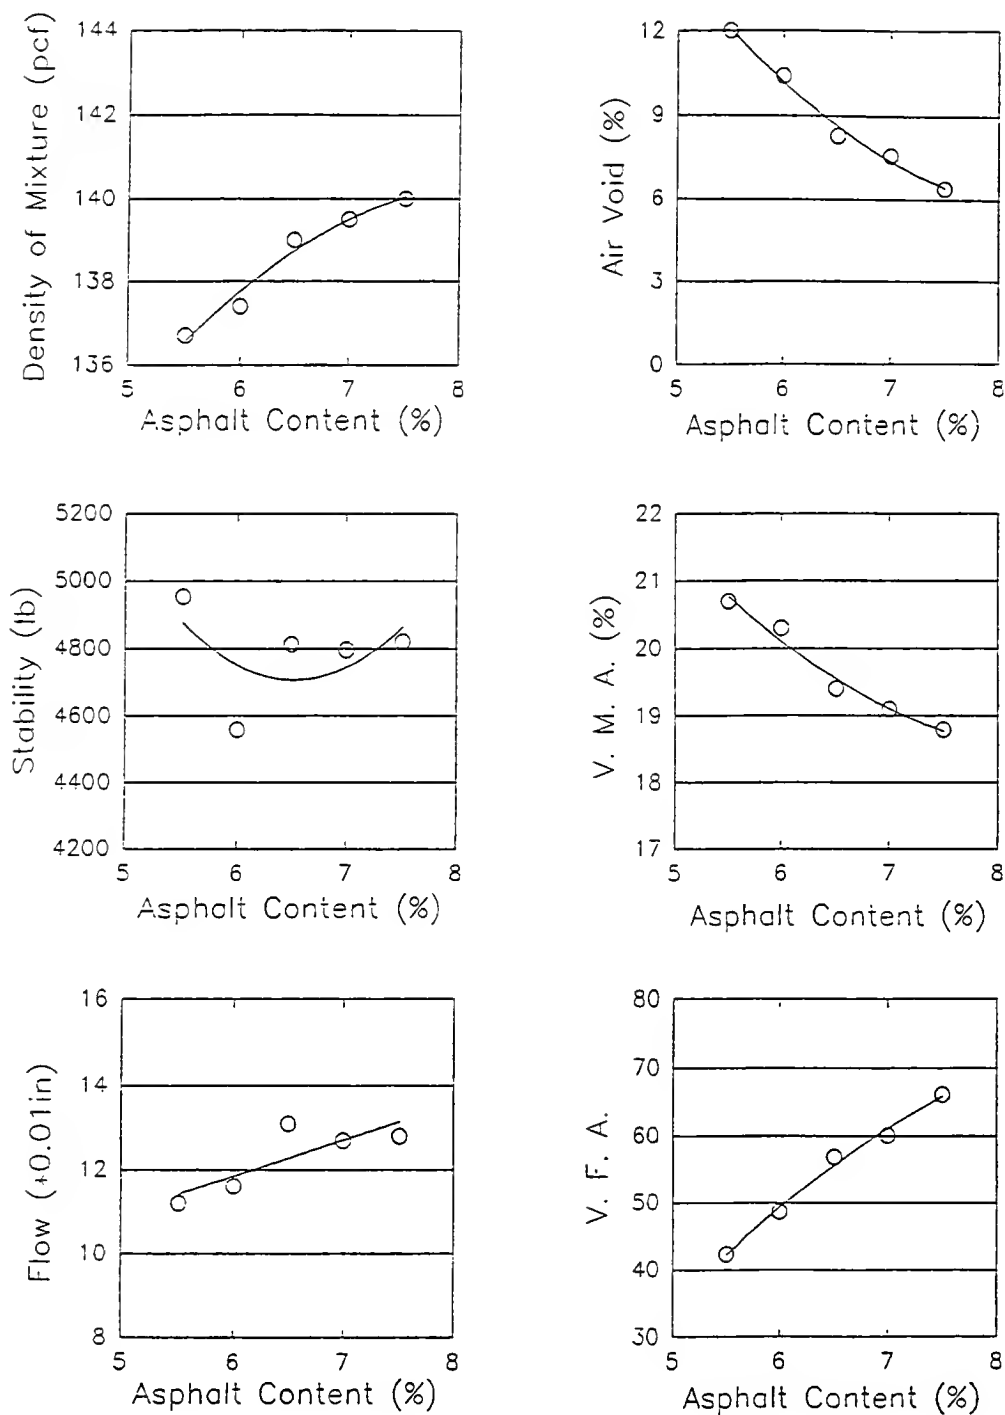 Density of Mixture (pcf)
144
142
140
138
136
5 6 7 8
Asphalt Content (%)
Air Void (%)
12
9
6
3
0
5 6 7 8
Asphalt Content (%)
Stability (lb)
5200
5000
4800
4600
4400
4200
5 6 7 8
Asphalt Content (%)
V. M. A. (%)
22
21
20
19
18
17
5 6 7 8
Asphalt Content (%)
Flow (*0.01in)
16
14
12
10
8
5 6 7 8
Asphalt Content (%)
V. F. A.
80
70
60
50
40
30
5 6 7 8
Asphalt Content (%)